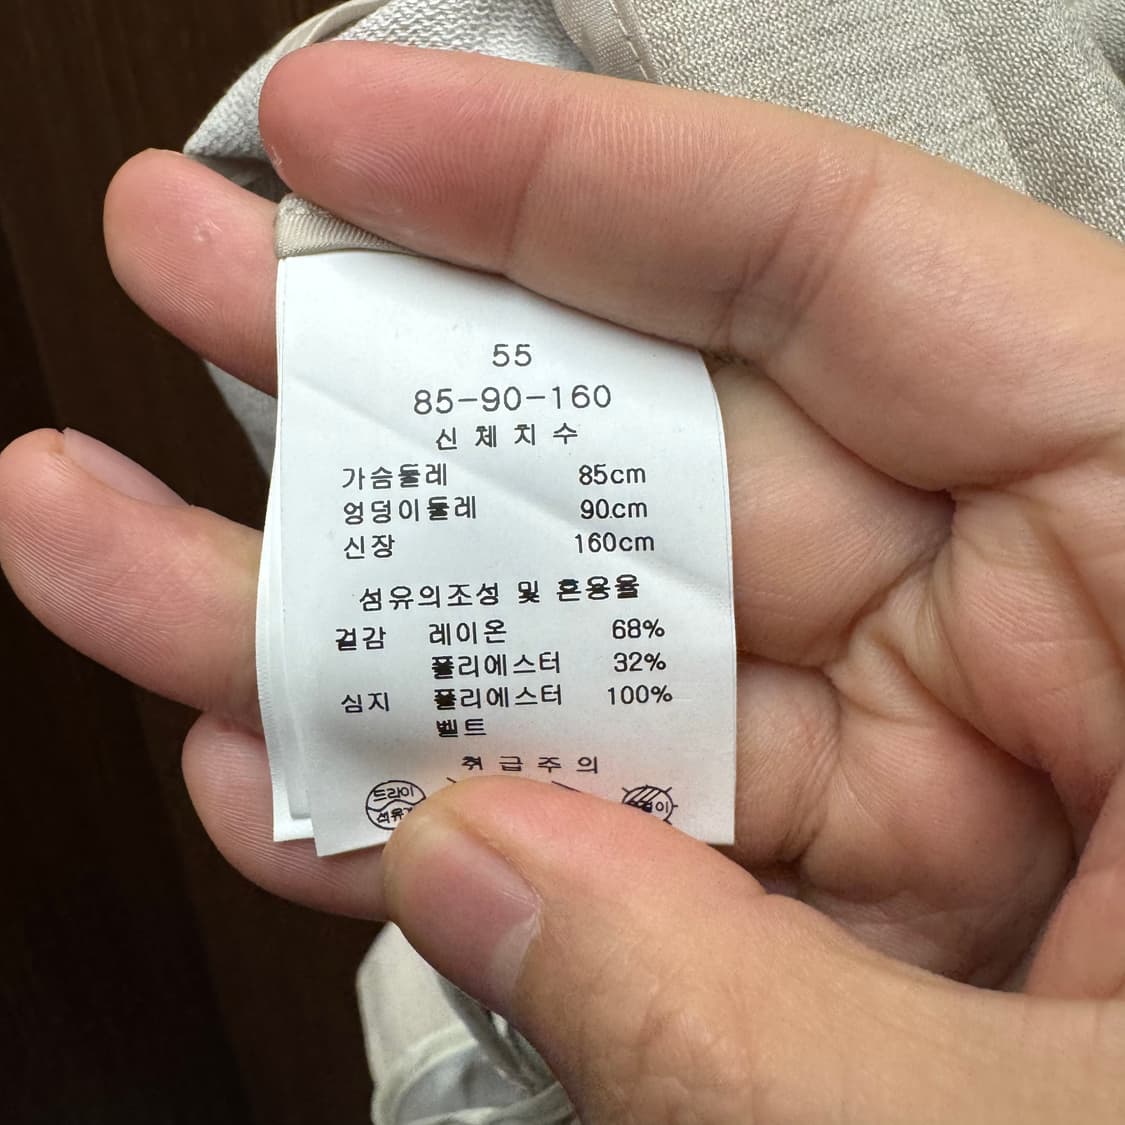 55
85-90-160
신체치수
가슴둘레 85cm
엉덩이둘레 90cm
신장 160cm
섬유의조성 및 혼용율
겉감 레이온 68%
폴리에스터 32%
심지 폴리에스터 100%
벨트
취급주의
드라이